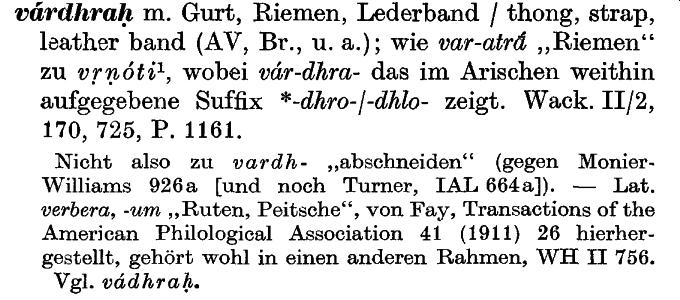 várdhraḥ m. Gurt, Riemen, Lederband / thong, strap,
leather band (AV, Br., u. a.); wie var-atrā́ „Riemen“
zu vr̥ṇóti¹, wobei vár-dhra- das im Arischen weithin
aufgegebene Suffix *-dhro-/-dhlo- zeigt. Wack. II/2,
170, 725, P. 1161.
Nicht also zu vardh- „abschneiden“ (gegen Monier-
Williams 926a [und noch Turner, IAL 664a]). — Lat.
verbera, -um „Ruten, Peitsche“, von Fay, Transactions of the
American Philological Association 41 (1911) 26 hierher-
gestellt, gehört wohl in einen anderen Rahmen, WH II 756.
Vgl. vádhraḥ.